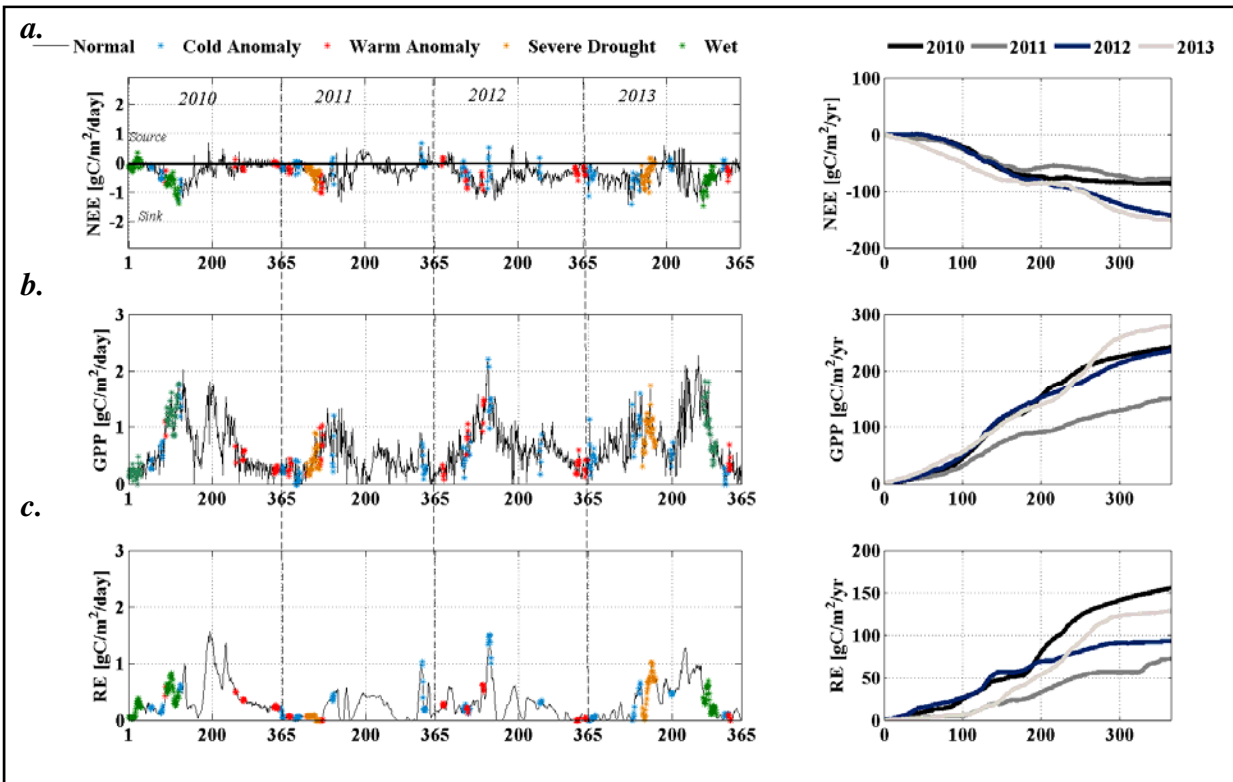 a.
Normal Cold Anomaly Warm Anomaly Severe Drought Wet
2010 2011 2012 2013
NEE [gC/m²/day]
2
1
0
-1
-2
Source
Sink
2010 2011 2012 2013
1 200 365 200 365 200 365 200 365
NEE [gC/m²/yr]
100
0
-100
-200
0 100 200 300
b.
GPP [gC/m²/day]
3
2
1
0
1 200 365 200 365 200 365 200 365
GPP [gC/m²/yr
300
200
100
0
0 100 200 300
c.
RE [gC/m²/day]
3
2
1
0
1 200 365 200 365 200 365 200 365
RE [gC/m²/yr]
200
150
100
50
0
0 100 200 300